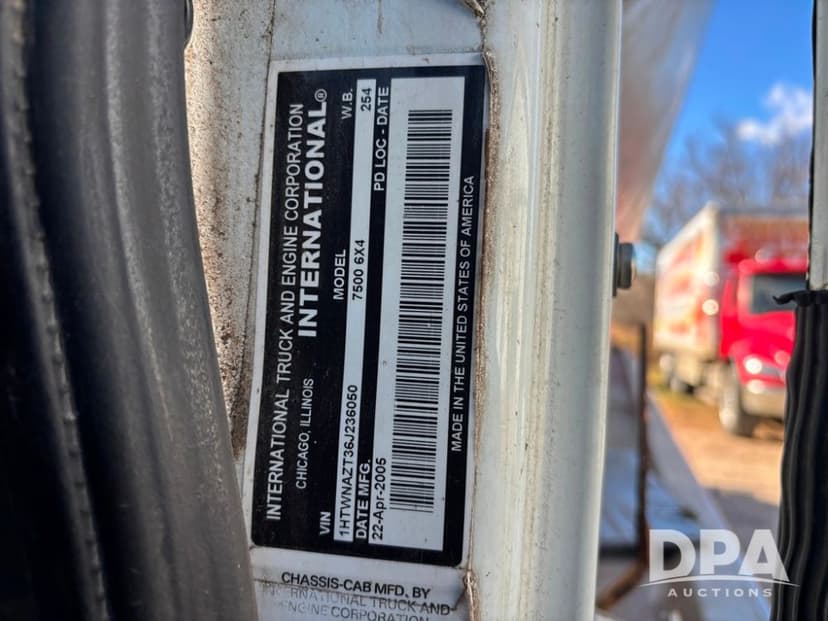 INTERNATIONAL TRUCK AND ENGINE CORPORATION
CHICAGO, ILLINOIS
INTERNATIONAL®
VIN MODEL W.B.
1HTWNAZT36J236050 7500 6X4 254
DATE MFG. PD LOC - DATE
22-Apr-2005
MADE IN THE UNITED STATES OF AMERICA
CHASSIS-CAB MFD. BY
INTERNATIONAL TRUCK AND
ENGINE CORPORATION
DPA
AUCTIONS